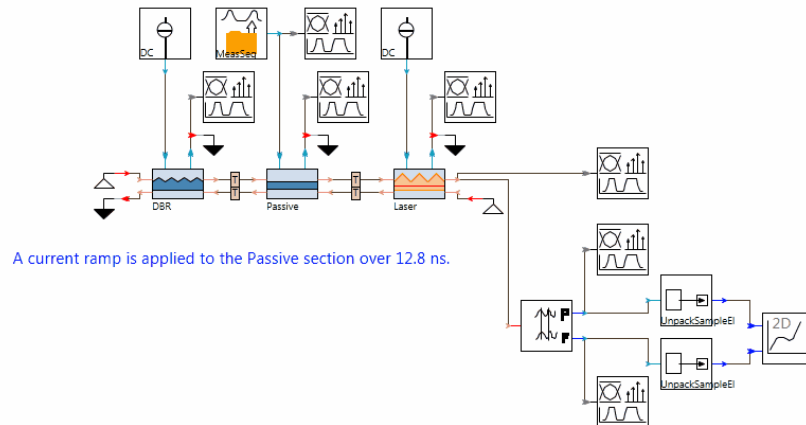 DC
MeasSeq
DC
T
T
T
T
DBR
Passive
Laser
A current ramp is applied to the Passive section over 12.8 ns.
P
F
UnpackSampleEl
2D
UnpackSampleEl